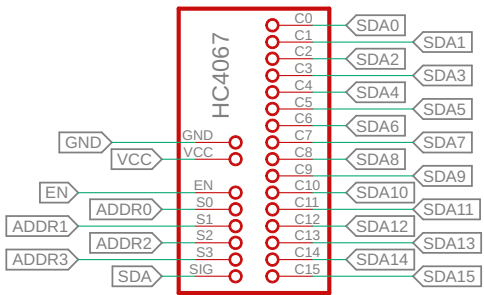 HC4067
C0 SDA0
C1 SDA1
C2 SDA2
C3 SDA3
C4 SDA4
C5 SDA5
C6 SDA6
GND GND C7 SDA7
VCC VCC C8 SDA8
C9 SDA9
EN EN C10 SDA10
ADDR0 S0 C11 SDA11
ADDR1 S1 C12 SDA12
ADDR2 S2 C13 SDA13
ADDR3 S3 C14 SDA14
SDA SIG C15 SDA15